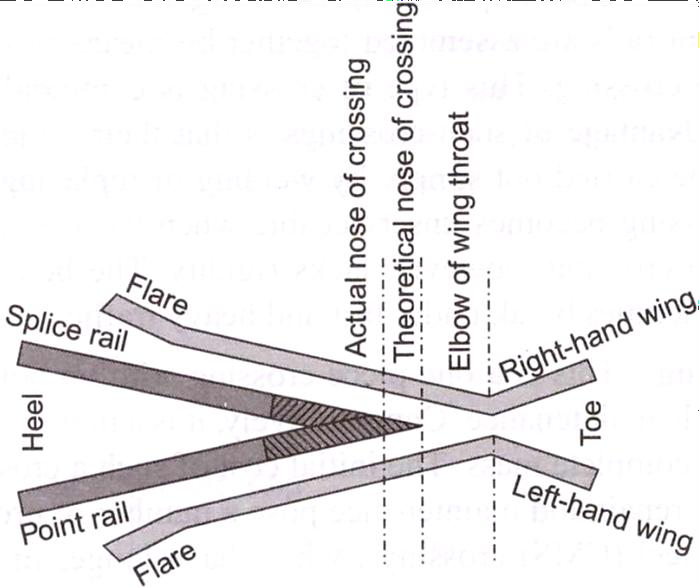 Actual nose of crossing
Theoretical nose of crossing
Elbow of wing throat
Flare
Splice rail
Right-hand wing
Heel
Toe
Point rail
Left-hand wing
Flare